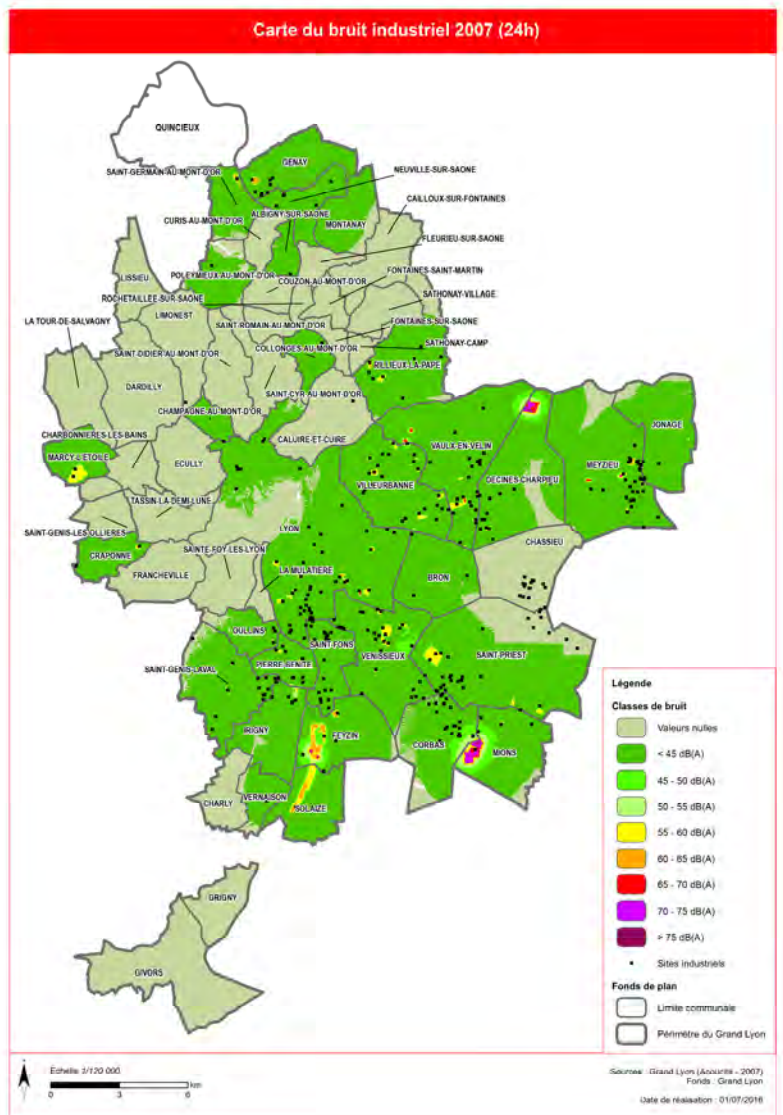 Carte du bruit industriel 2007 (24h)
QUINCIEUX
GENAY
SAINT-GERMAIN-AU-MONT-D'OR
NEUVILLE-SUR-SAONE
CAILLOUX-SUR-FONTAINES
CURIS-AU-MONT-D'OR
ALBIGNY-SUR-SAONE
MONTANAY
FLEURIEU-SUR-SAONE
POLEYMIEUX-AU-MONT-D'OR
COUZON-AU-MONT-D'OR
FONTAINES-SAINT-MARTIN
LISSIEU
ROCHETAILLEE-SUR-SAONE
SATHONAY-VILLAGE
LIMONEST
LA TOUR-DE-SALVAGNY
SAINT-ROMAIN-AU-MONT-D'OR
FONTAINES-SUR-SAONE
SAINT-DIDIER-AU-MONT-D'OR
COLLONGES-AU-MONT-D'OR
SATHONAY-CAMP
RILLIEUX-LA-PAPE
DARDILLY
SAINT-CYR-AU-MONT-D'OR
CHAMPAGNE-AU-MONT-D'OR
JONAGE
CHARBONNIERES-LES-BAINS
CALUIRE-ET-CUIRE
VAULX-EN-VELIN
MARCY-L'ETOILE
ECULLY
MEYZIEU
VILLEURBANNE
DECINES-CHARPIEU
TASSIN-LA-DEMI-LUNE
LYON
SAINT-GENIS-LES-OLLIERES
CHASSIEU
CRAPONNE
SAINTE-FOY-LES-LYON
FRANCHEVILLE
LA MULATIERE
BRON
OULLINS
SAINT-FONS
VENISSIEUX
SAINT-PRIEST
PIERRE-BENITE
SAINT-GENIS-LAVAL
IRIGNY
FEYZIN
CORBAS
MIONS
CHARLY
VERNAISON
SOLAIZE
GRIGNY
GIVORS
Légende
Classes de bruit
Valeurs nulles
< 45 dB(A)
45 - 50 dB(A)
50 - 55 dB(A)
55 - 60 dB(A)
60 - 65 dB(A)
65 - 70 dB(A)
70 - 75 dB(A)
> 75 dB(A)
Sites industriels
Fonds de plan
Limite communale
Périmètre du Grand Lyon
Echelle 1/120 000
0 3 6 km
Sources : Grand Lyon (Acoucité - 2007)
Fonds : Grand Lyon
Date de réalisation : 01/07/2016